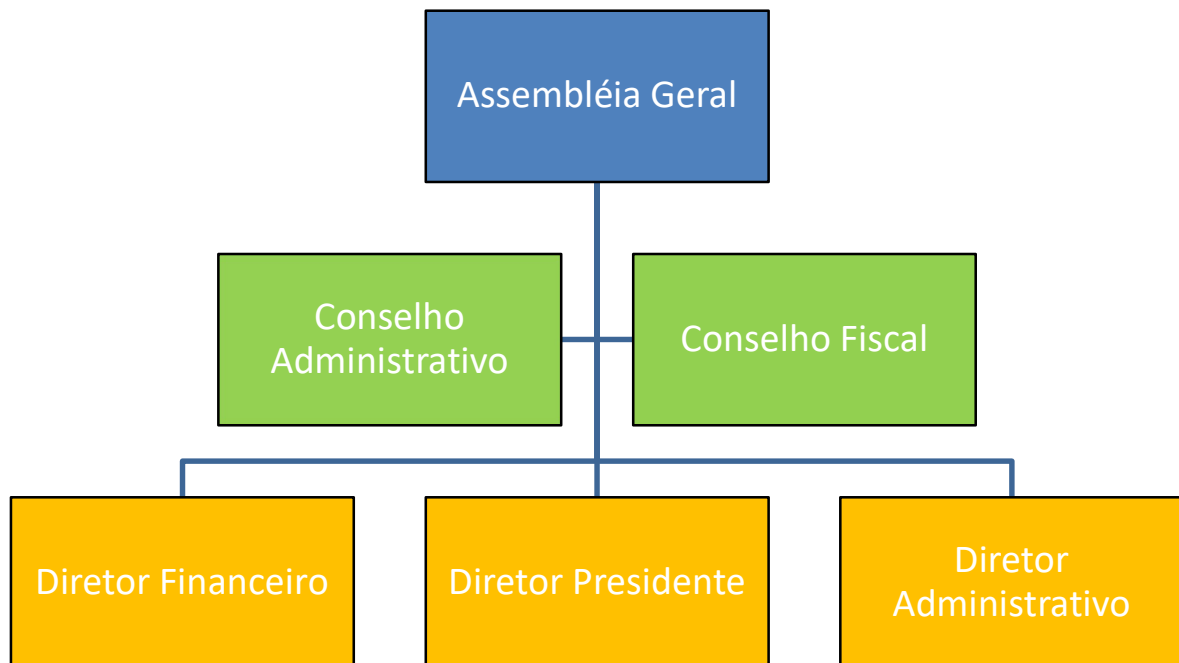 Assembléia Geral
Conselho
Administrativo
Conselho Fiscal
Diretor Financeiro
Diretor Presidente
Diretor
Administrativo